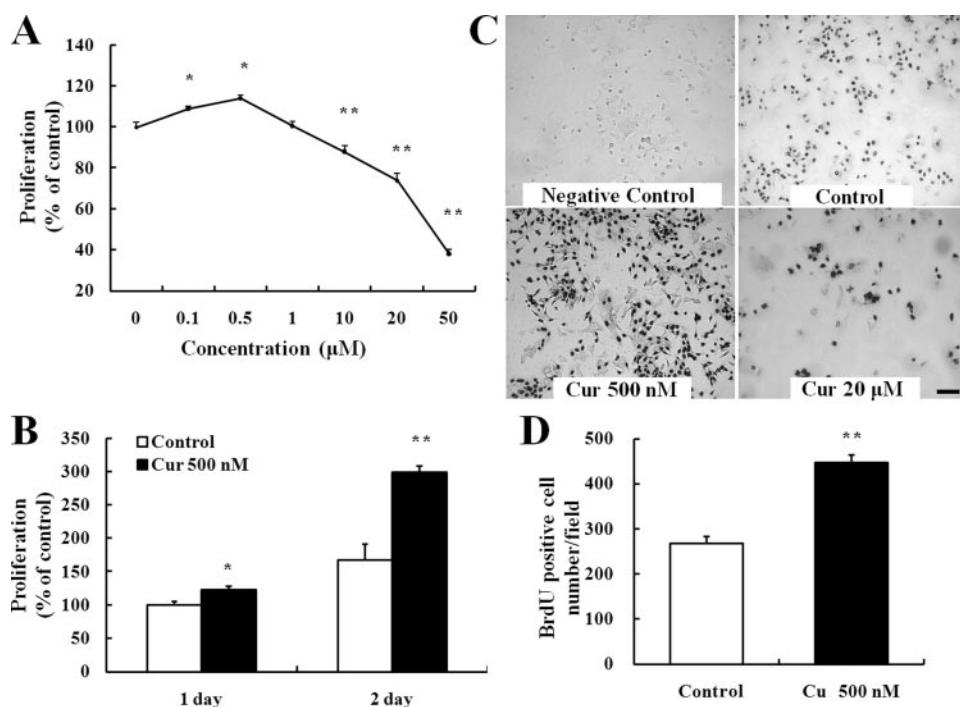 A
Proliferation
(% of control)
140
120
100
80
60
40
20
*
*
**
**
**
0 0.1 0.5 1 10 20 50
Concentration (μM)
C
Negative Control
Control
Cur 500 nM
Cur 20 μM
B
Proliferation
(% of control)
350
300
250
200
150
100
50
0
Control
Cur 500 nM
*
**
1 day 2 day
D
BrdU positive cell
number/field
500
400
300
200
100
0
**
Control Cu 500 nM